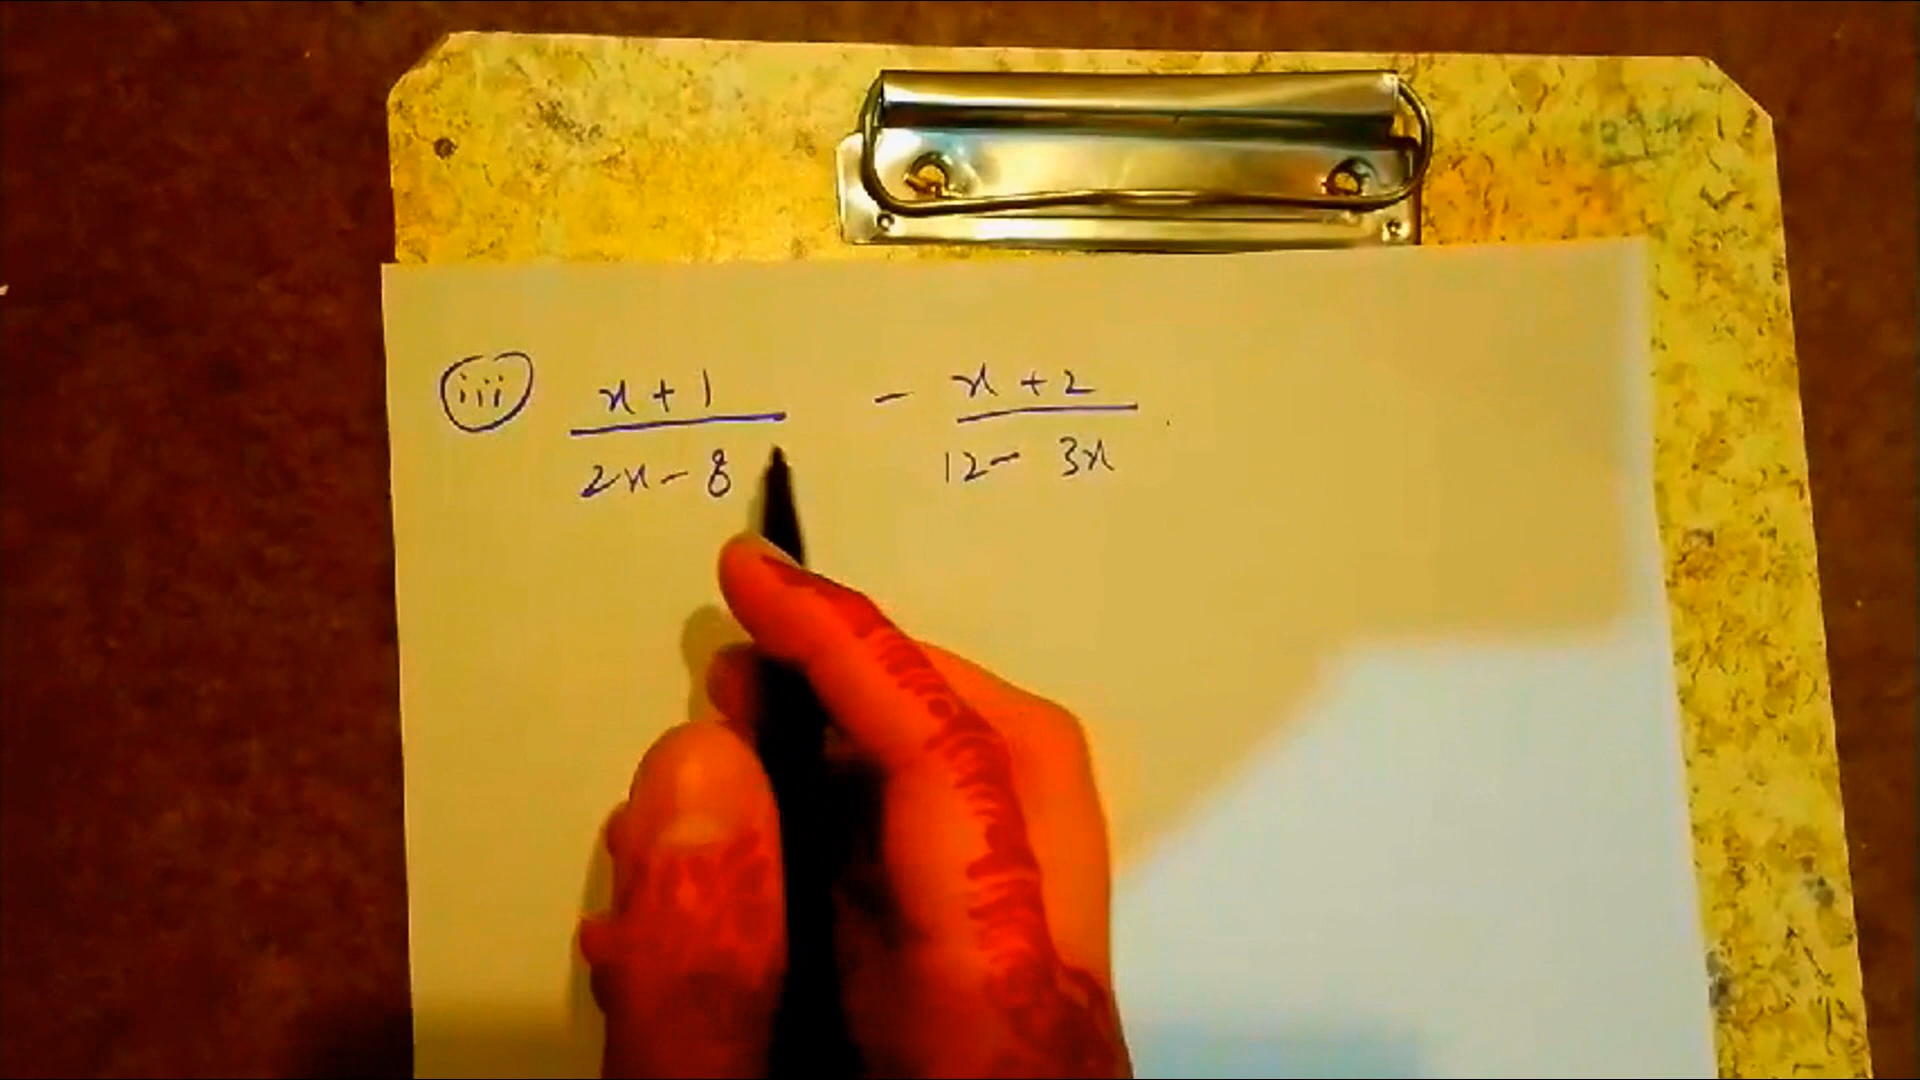 iii x + 1 - x + 2
2x - 8 12 - 3x